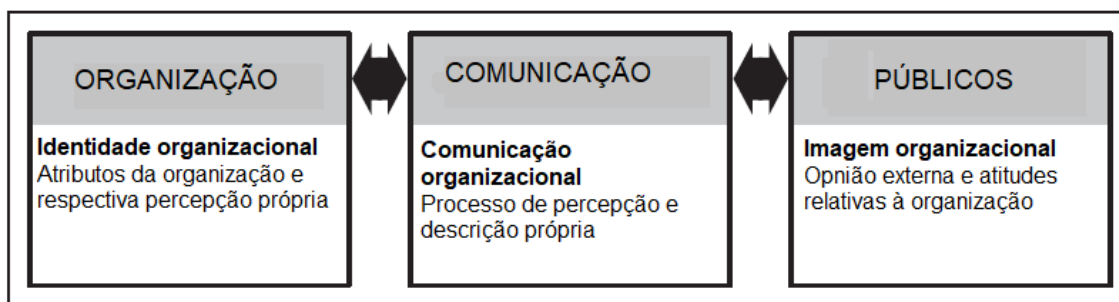 ORGANIZAÇÃO
Identidade organizacional
Atributos da organização e
respectiva percepção própria
COMUNICAÇÃO
Comunicação
organizacional
Processo de percepção e
descrição própria
PÚBLICOS
Imagem organizacional
Opnião externa e atitudes
relativas à organização